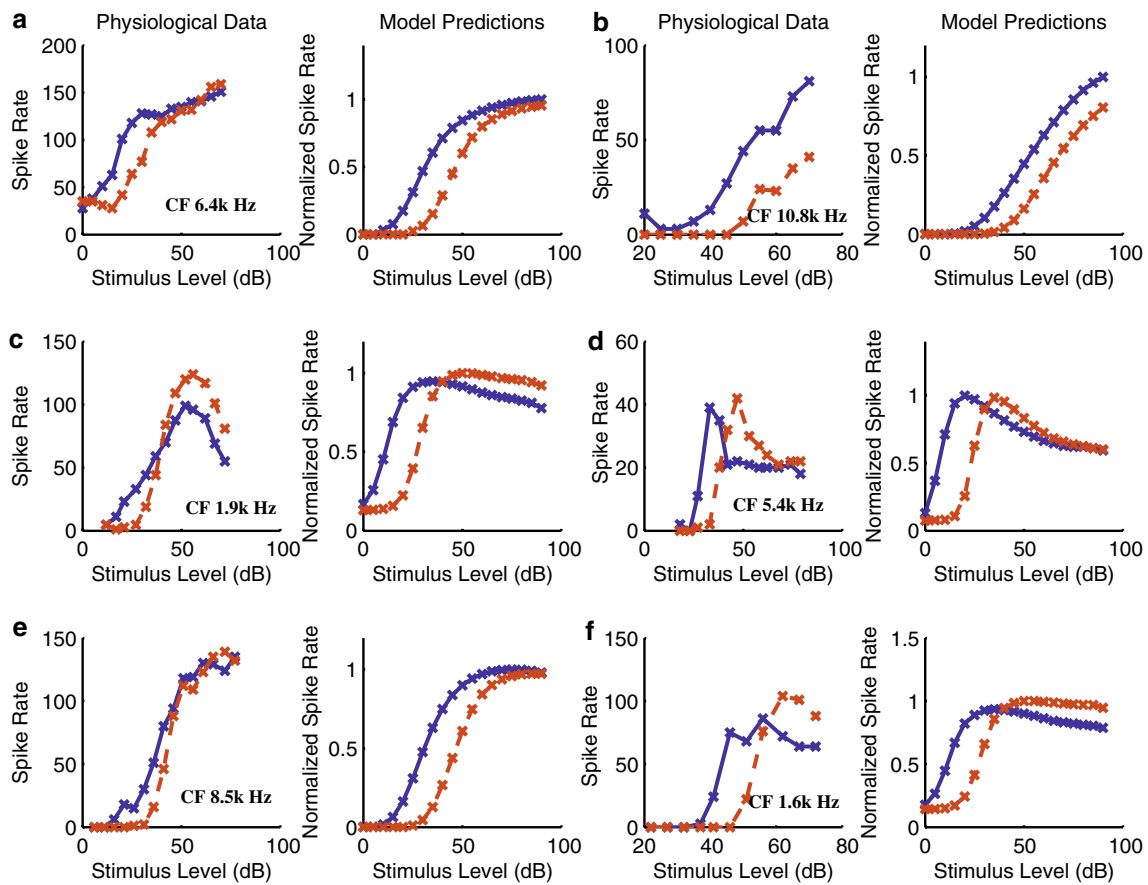 a Physiological Data Model Predictions b Physiological Data Model Predictions
Spike Rate
200
150
100
50
0
0 50 100
CF 6.4k Hz
Stimulus Level (dB)
Normalized Spike Rate
1
0.5
0
0 50 100
Stimulus Level (dB)
Spike Rate
100
50
0
20 40 60 80
CF 10.8k Hz
Stimulus Level (dB)
Normalized Spike Rate
1
0.5
0
0 50 100
Stimulus Level (dB)
c
Spike Rate
150
100
50
0
0 50 100
CF 1.9k Hz
Stimulus Level (dB)
Normalized Spike Rate
1
0.5
0
0 50 100
Stimulus Level (dB)
d
Spike Rate
60
40
20
0
0 50 100
CF 5.4k Hz
Stimulus Level (dB)
Normalized Spike Rate
1
0.5
0
0 50 100
Stimulus Level (dB)
e
Spike Rate
150
100
50
0
0 50 100
CF 8.5k Hz
Stimulus Level (dB)
Normalized Spike Rate
1
0.5
0
0 50 100
Stimulus Level (dB)
f
Spike Rate
150
100
50
0
20 40 60 80
CF 1.6k Hz
Stimulus Level (dB)
Normalized Spike Rate
1.5
1
0.5
0
0 50 100
Stimulus Level (dB)